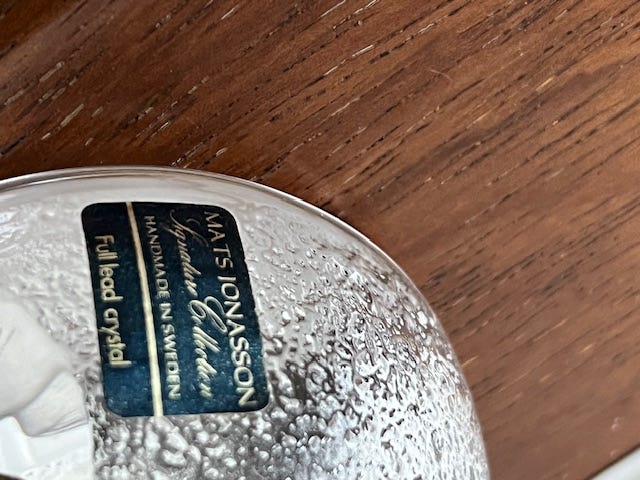 MATS JONASSON
Signature Collection
HANDMADE IN SWEDEN
Full lead crystal